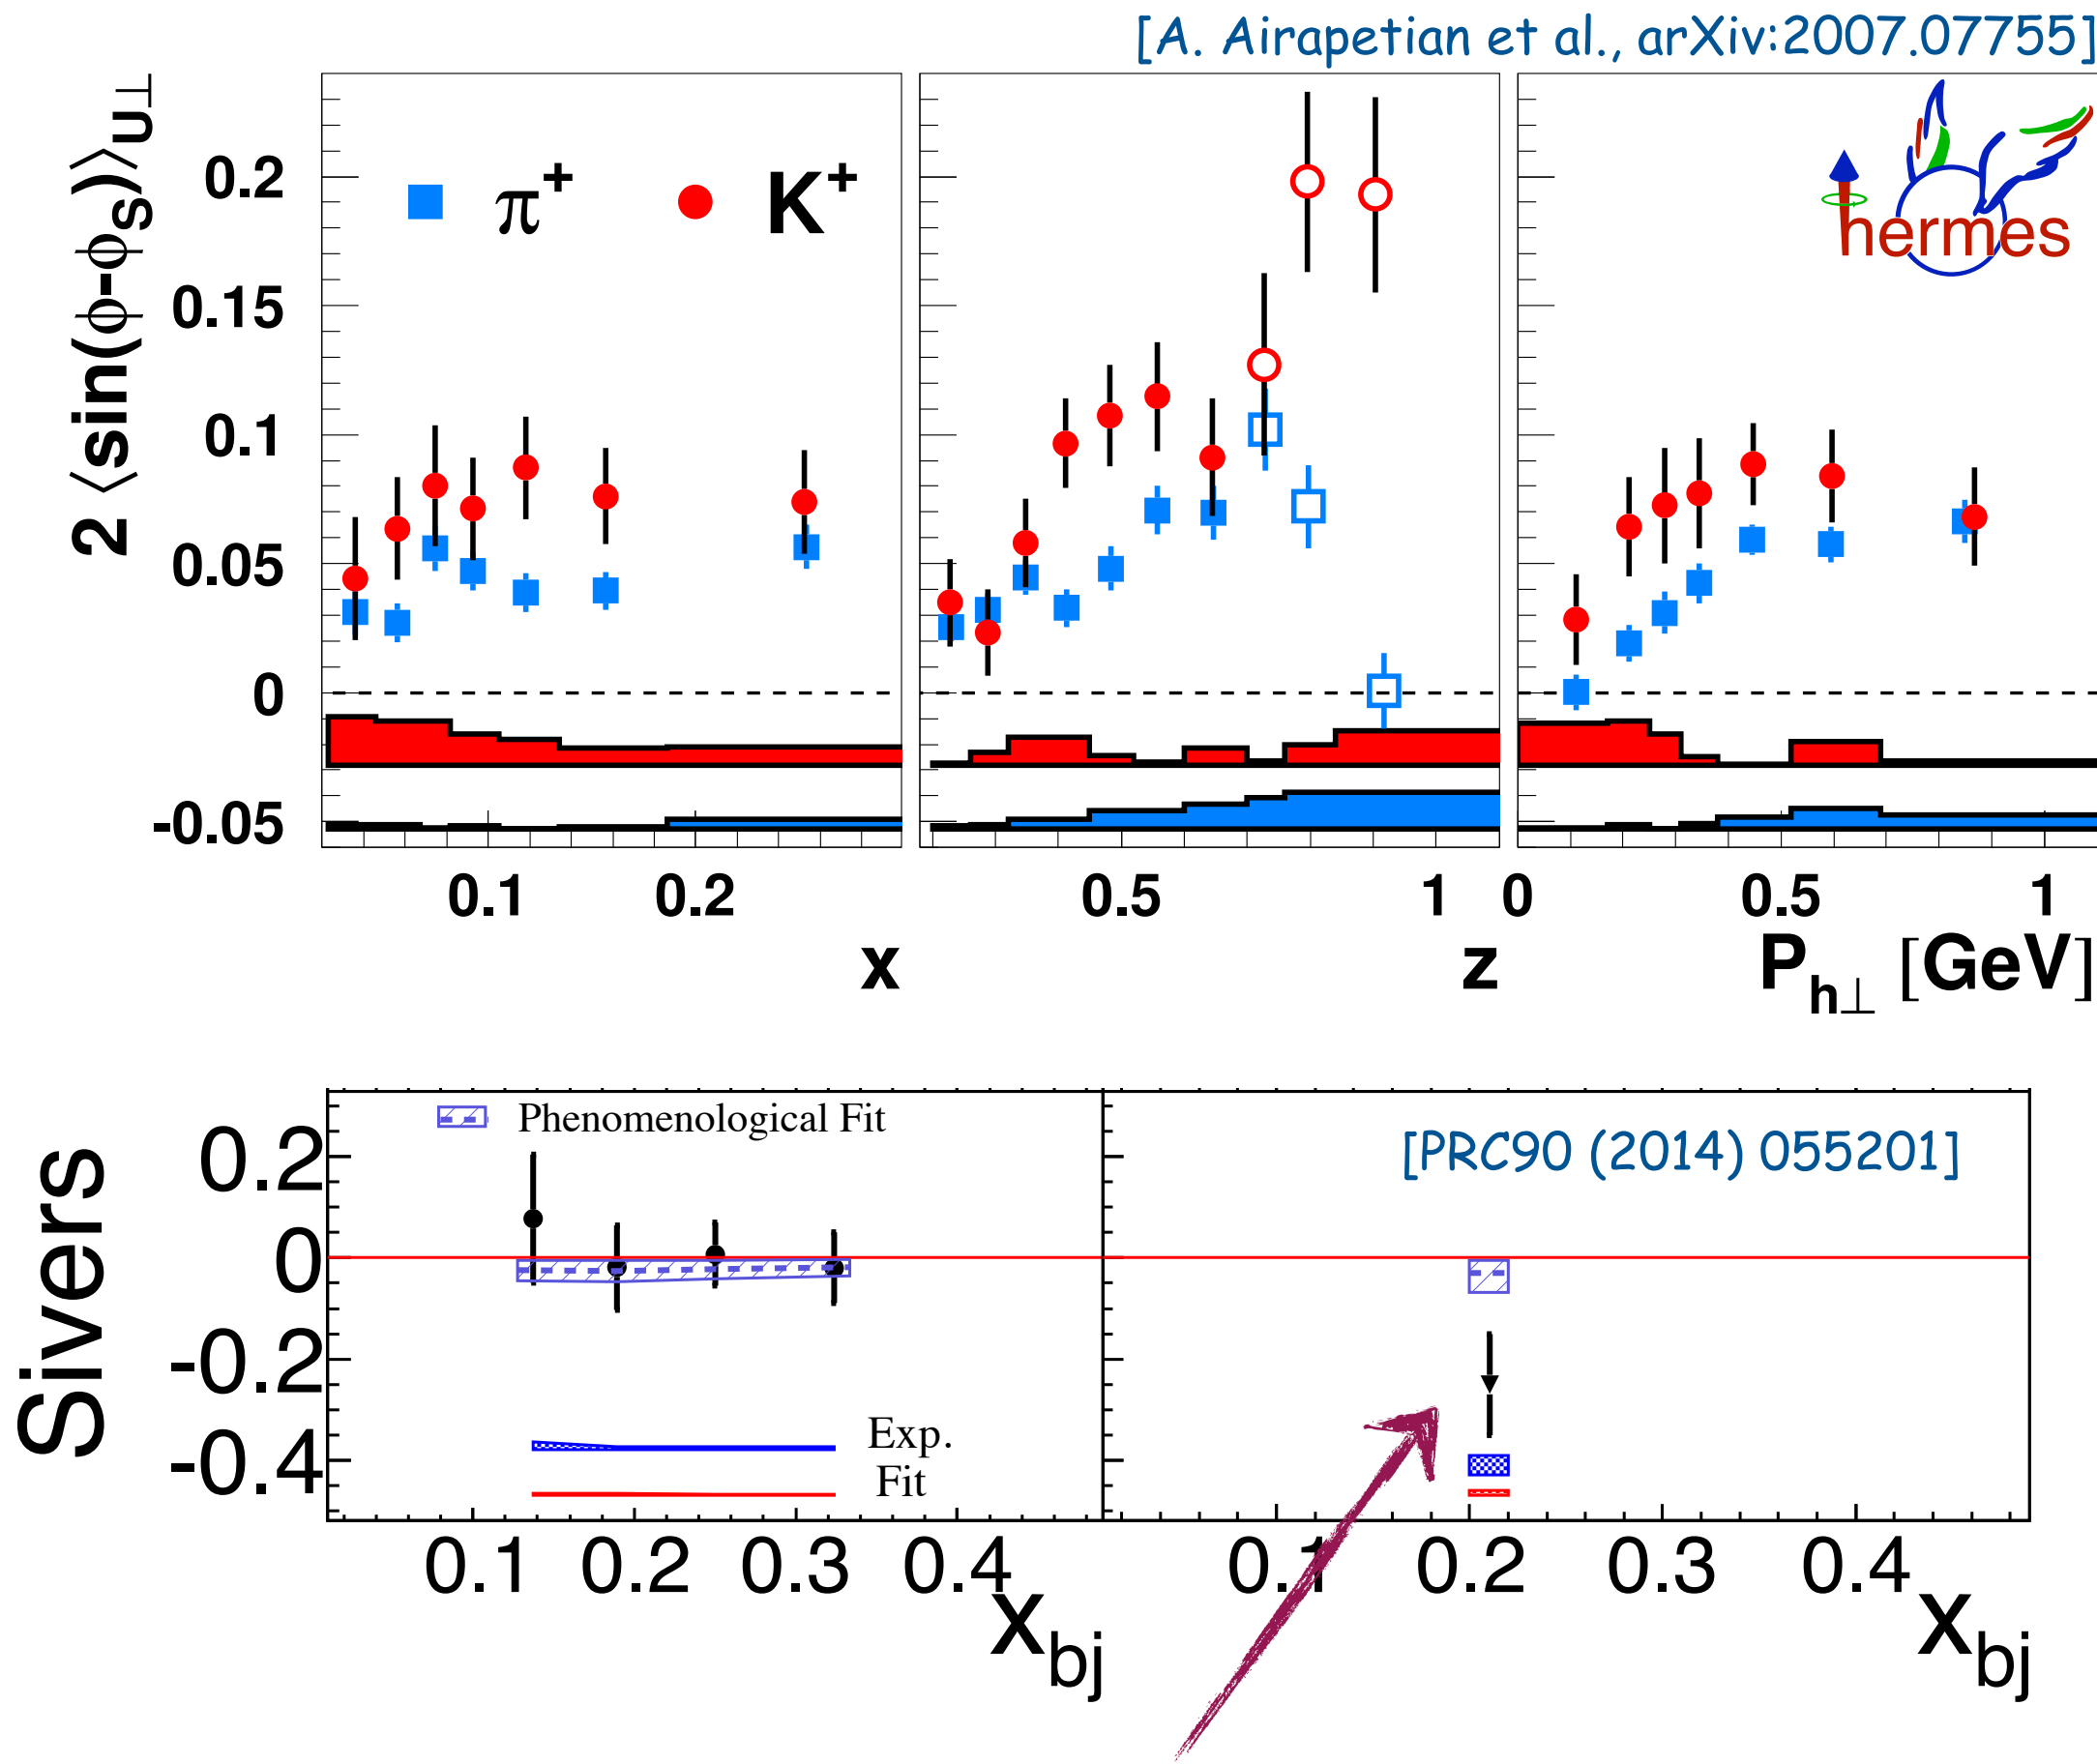 [A. Airapetian et al., arXiv:2007.07755]
2 ⟨sin(ϕ-ϕS)⟩U⊥
π+ K+
hermes
0.2
0.15
0.1
0.05
0
-0.05
0.1 0.2 0.5 1 0 0.5 1
x z Ph⊥ [GeV]
Sivers
Phenomenological Fit
[PRC90 (2014) 055201]
0.2
0
-0.2
-0.4
Exp.
Fit
0.1 0.2 0.3 0.4 0.1 0.2 0.3 0.4
xbj xbj